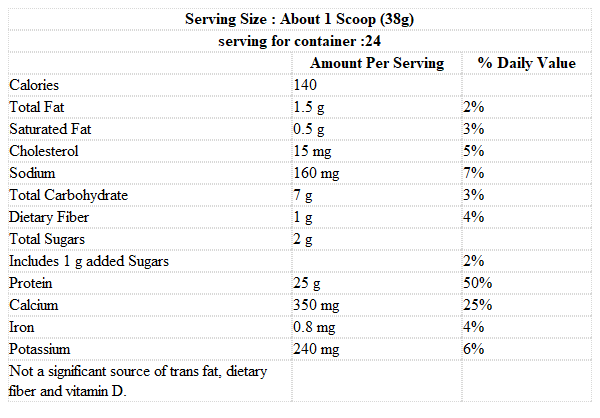 Serving Size : About 1 Scoop (38g)
serving for container :24
Amount Per Serving % Daily Value
Calories 140
Total Fat 1.5 g 2%
Saturated Fat 0.5 g 3%
Cholesterol 15 mg 5%
Sodium 160 mg 7%
Total Carbohydrate 7 g 3%
Dietary Fiber 1 g 4%
Total Sugars 2 g
Includes 1 g added Sugars 2%
Protein 25 g 50%
Calcium 350 mg 25%
Iron 0.8 mg 4%
Potassium 240 mg 6%
Not a significant source of trans fat, dietary
fiber and vitamin D.